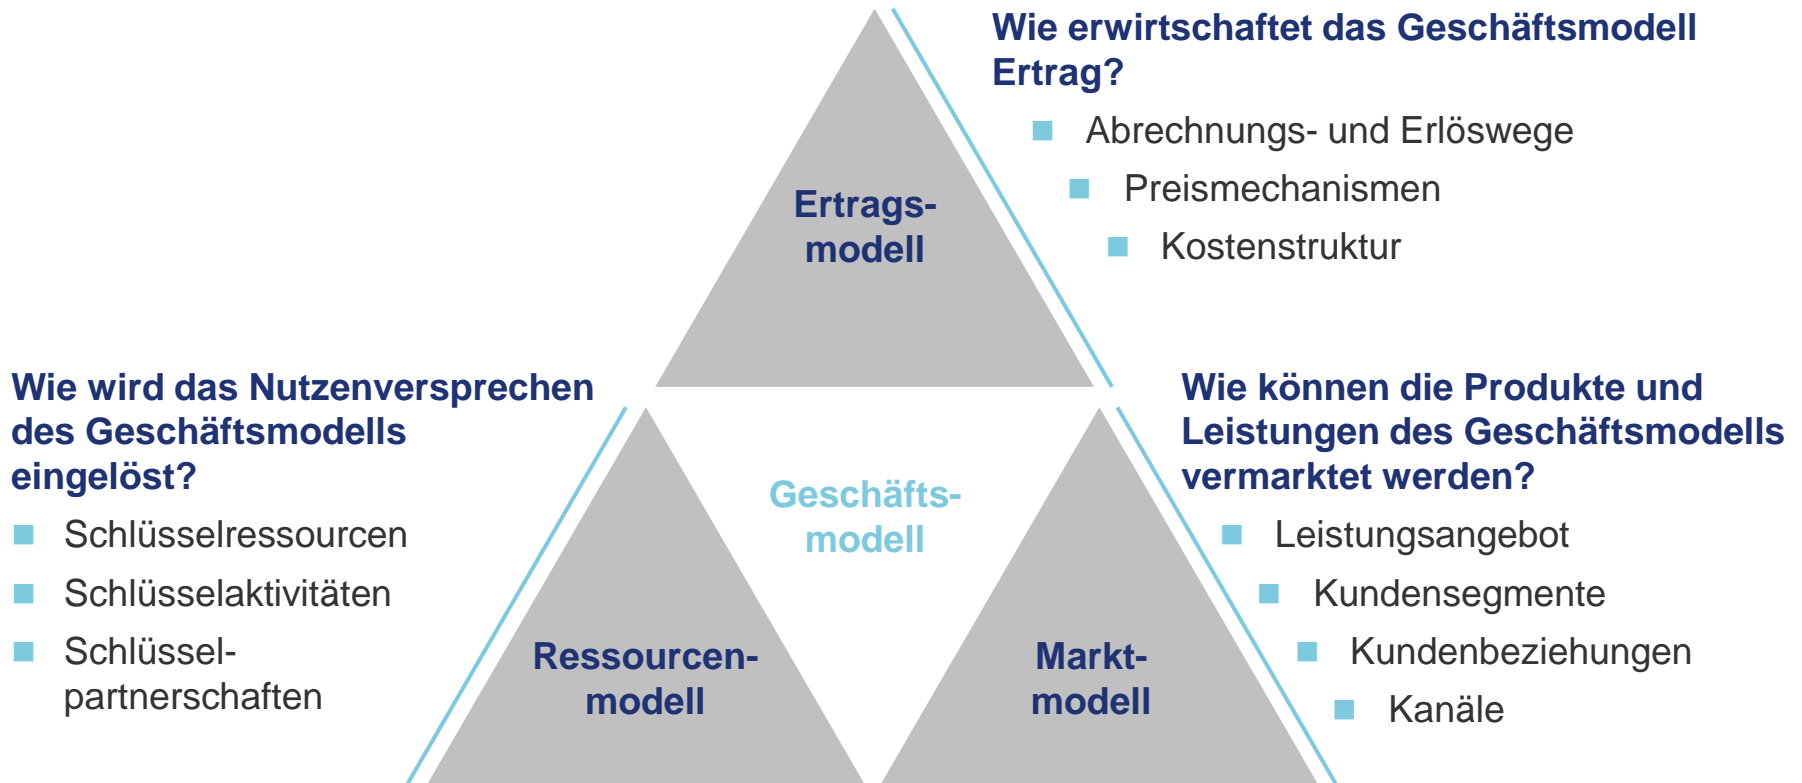 Wie erwirtschaftet das Geschäftsmodell
Ertrag?
Abrechnungs- und Erlöswege
Preismechanismen
Kostenstruktur
Ertrags-
modell
Wie wird das Nutzenversprechen
des Geschäftsmodells
eingelöst?
Schlüsselressourcen
Schlüsselaktivitäten
Schlüssel-
partnerschaften
Geschäfts-
modell
Ressourcen-
modell
Markt-
modell
Wie können die Produkte und
Leistungen des Geschäftsmodells
vermarktet werden?
Leistungsangebot
Kundensegmente
Kundenbeziehungen
Kanäle